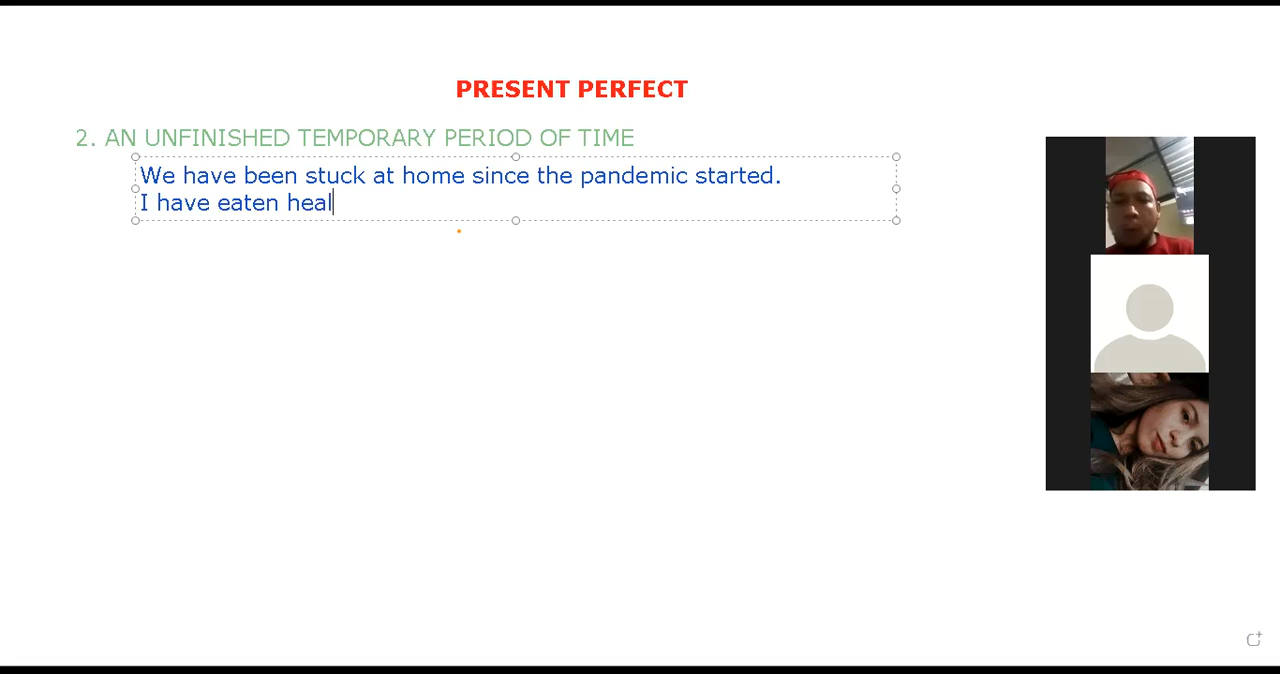 PRESENT PERFECT
2. AN UNFINISHED TEMPORARY PERIOD OF TIME
We have been stuck at home since the pandemic started.
I have eaten heal